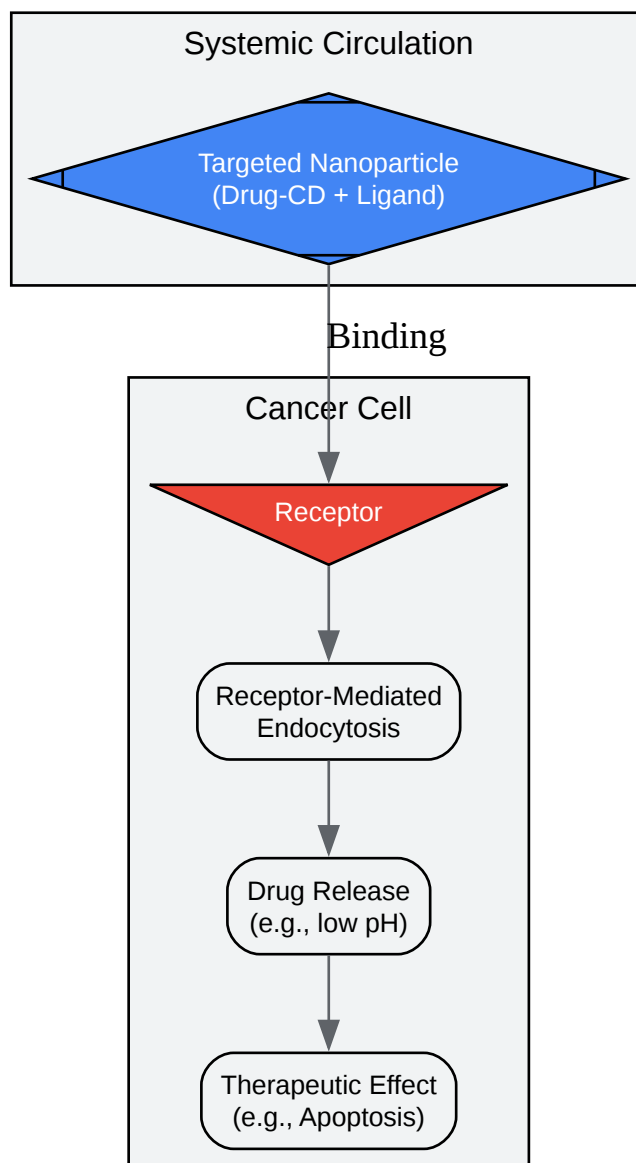 Systemic Circulation
Targeted Nanoparticle
(Drug-CD + Ligand)
Binding
Cancer Cell
Receptor
Receptor-Mediated
Endocytosis
Drug Release
(e.g., low pH)
Therapeutic Effect
(e.g., Apoptosis)